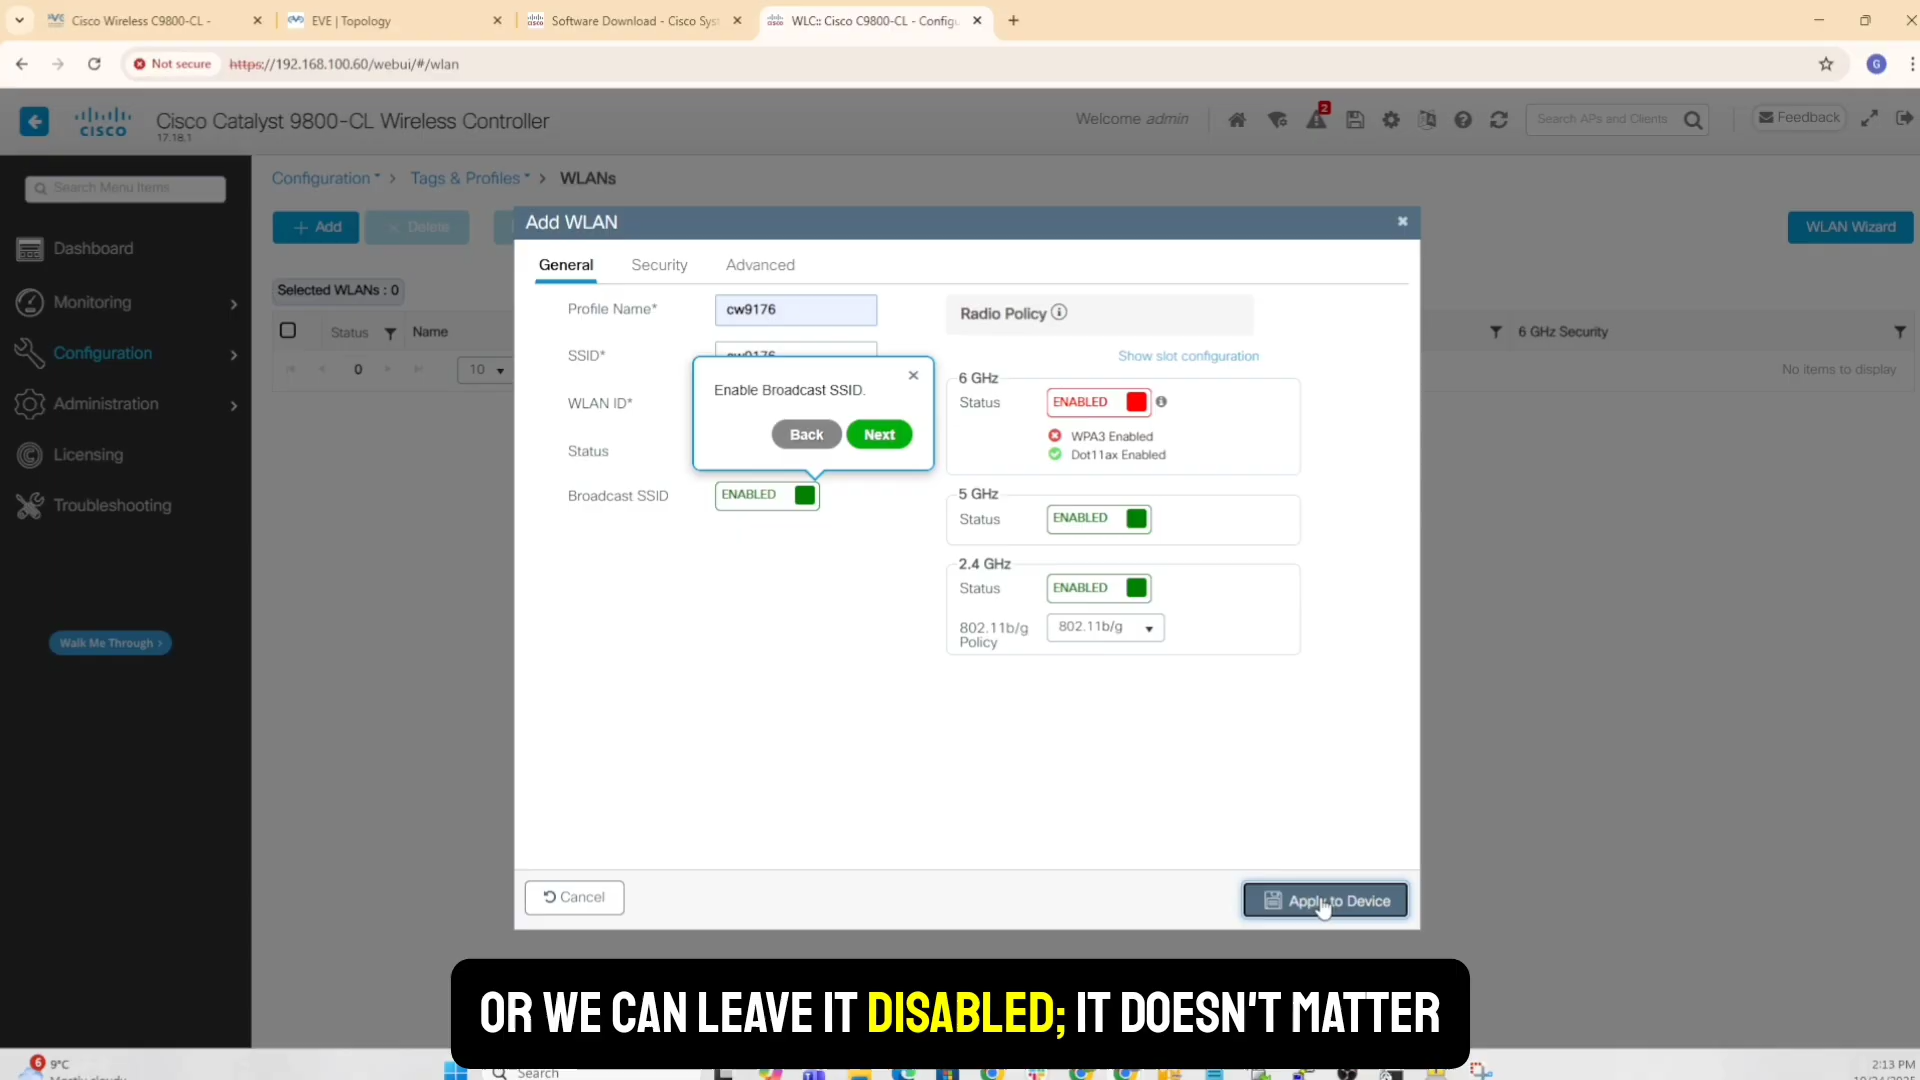 Cisco Wireless C9800-CL -
EVE | Topology
Software Download - Cisco Syst
WLC:: Cisco C9800-CL - Configu
Not secure
https://192.168.100.60/webui/#/wlan
G
CISCO
Cisco Catalyst 9800-CL Wireless Controller
17.18.1
Welcome admin
2
Search APs and Clients
Feedback
Search Menu Items
Dashboard
Monitoring
Configuration
Administration
Licensing
Troubleshooting
Walk Me Through >
Configuration > Tags & Profiles > WLANs
+ Add
× Delete
WLAN Wizard
Selected WLANs : 0
Status
Name
6 GHz Security
0
10
No items to display
Add WLAN
General
Security
Advanced
Profile Name*
cw9176
SSID*
cw9176
WLAN ID*
Status
Broadcast SSID
ENABLED
Enable Broadcast SSID.
Back
Next
Radio Policy
Show slot configuration
6 GHz
Status
ENABLED
WPA3 Enabled
Dot11ax Enabled
5 GHz
Status
ENABLED
2.4 GHz
Status
ENABLED
802.11b/g Policy
802.11b/g
Cancel
Apply to Device
OR WE CAN LEAVE IT DISABLED; IT DOESN'T MATTER
6
9°C
Mostly cloudy
Search
2:13 PM